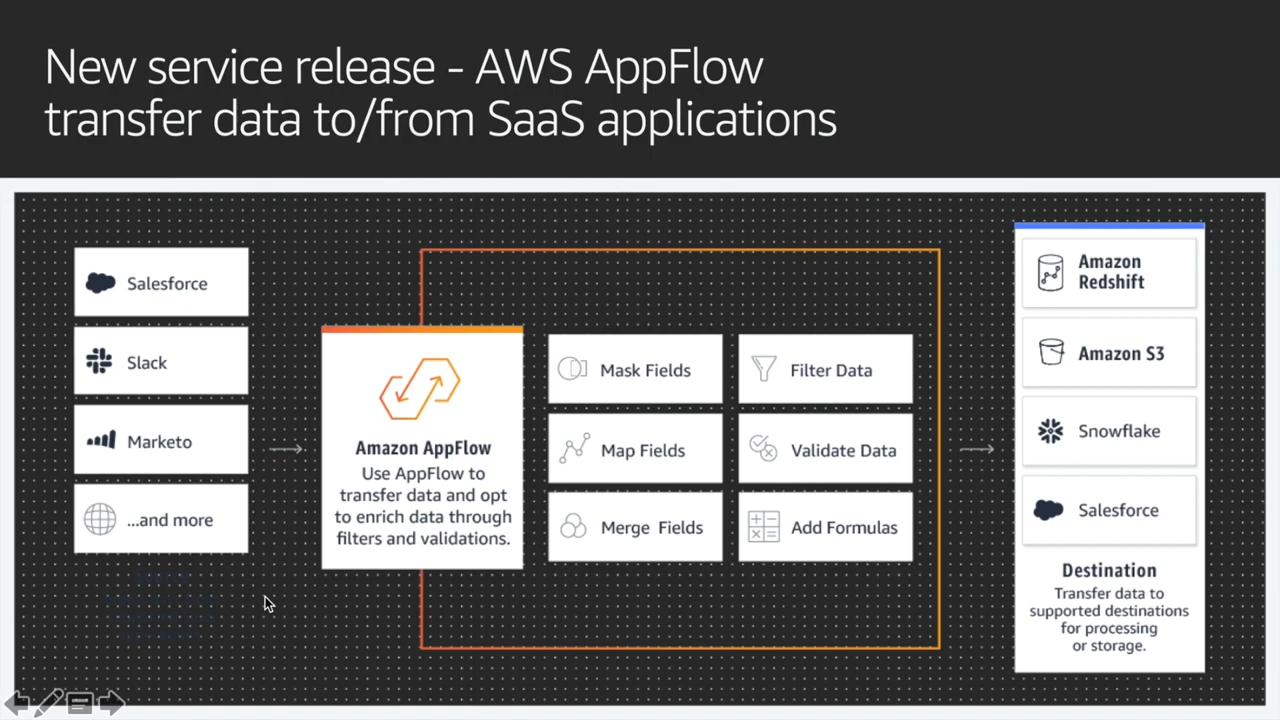 New service release - AWS AppFlow
transfer data to/from SaaS applications
Salesforce
Slack
Marketo
...and more
Amazon AppFlow
Use AppFlow to
transfer data and opt
to enrich data through
filters and validations.
Mask Fields
Filter Data
Map Fields
Validate Data
Merge Fields
Add Formulas
Amazon
Redshift
Amazon S3
Snowflake
Salesforce
Destination
Transfer data to
supported destinations
for processing
or storage.